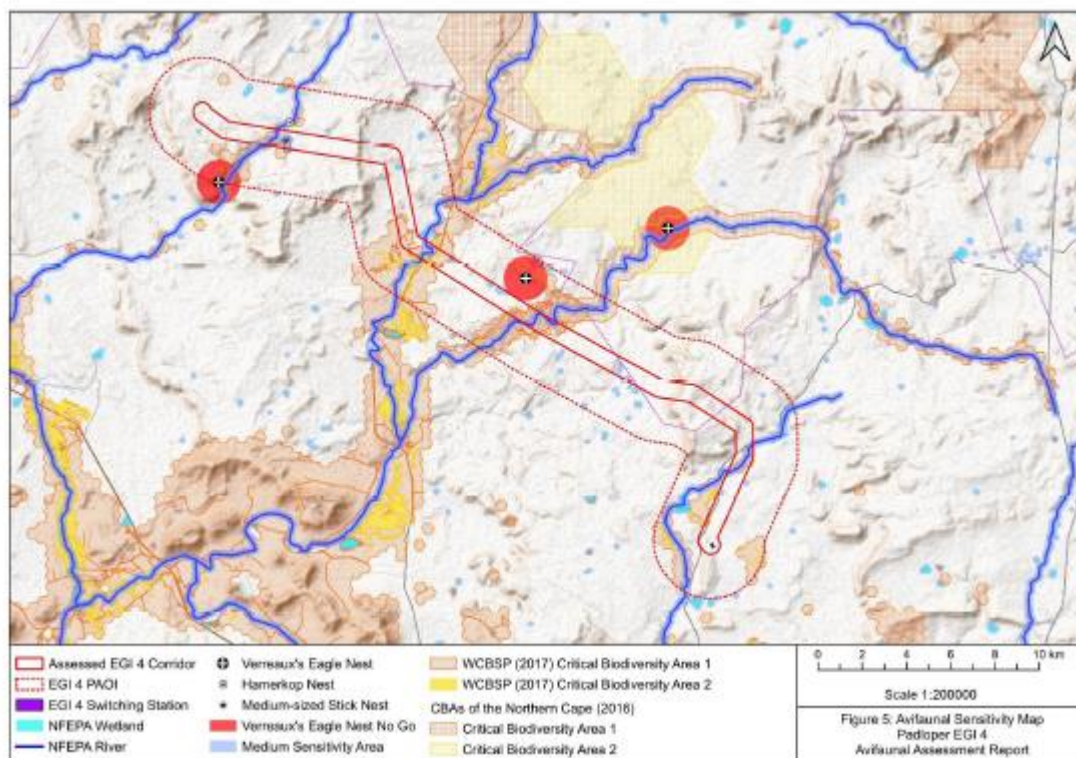 Assessed EGI 4 Corridor
EGI 4 PAOI
EGI 4 Switching Station
NFEPA Wetland
NFEPA River
Verreaux's Eagle Nest
Hamerkop Nest
Medium-sized Stick Nest
Verreaux's Eagle Nest No Go
Medium Sensitivity Area
WCBSP (2017) Critical Biodiversity Area 1
WCBSP (2017) Critical Biodiversity Area 2
CBAs of the Northern Cape (2016)
Critical Biodiversity Area 1
Critical Biodiversity Area 2
0 2 4 6 8 10 km
Scale 1:200000
Figure 5: Avifaunal Sensitivity Map
Padloper EGI 4
Avifaunal Assessment Report